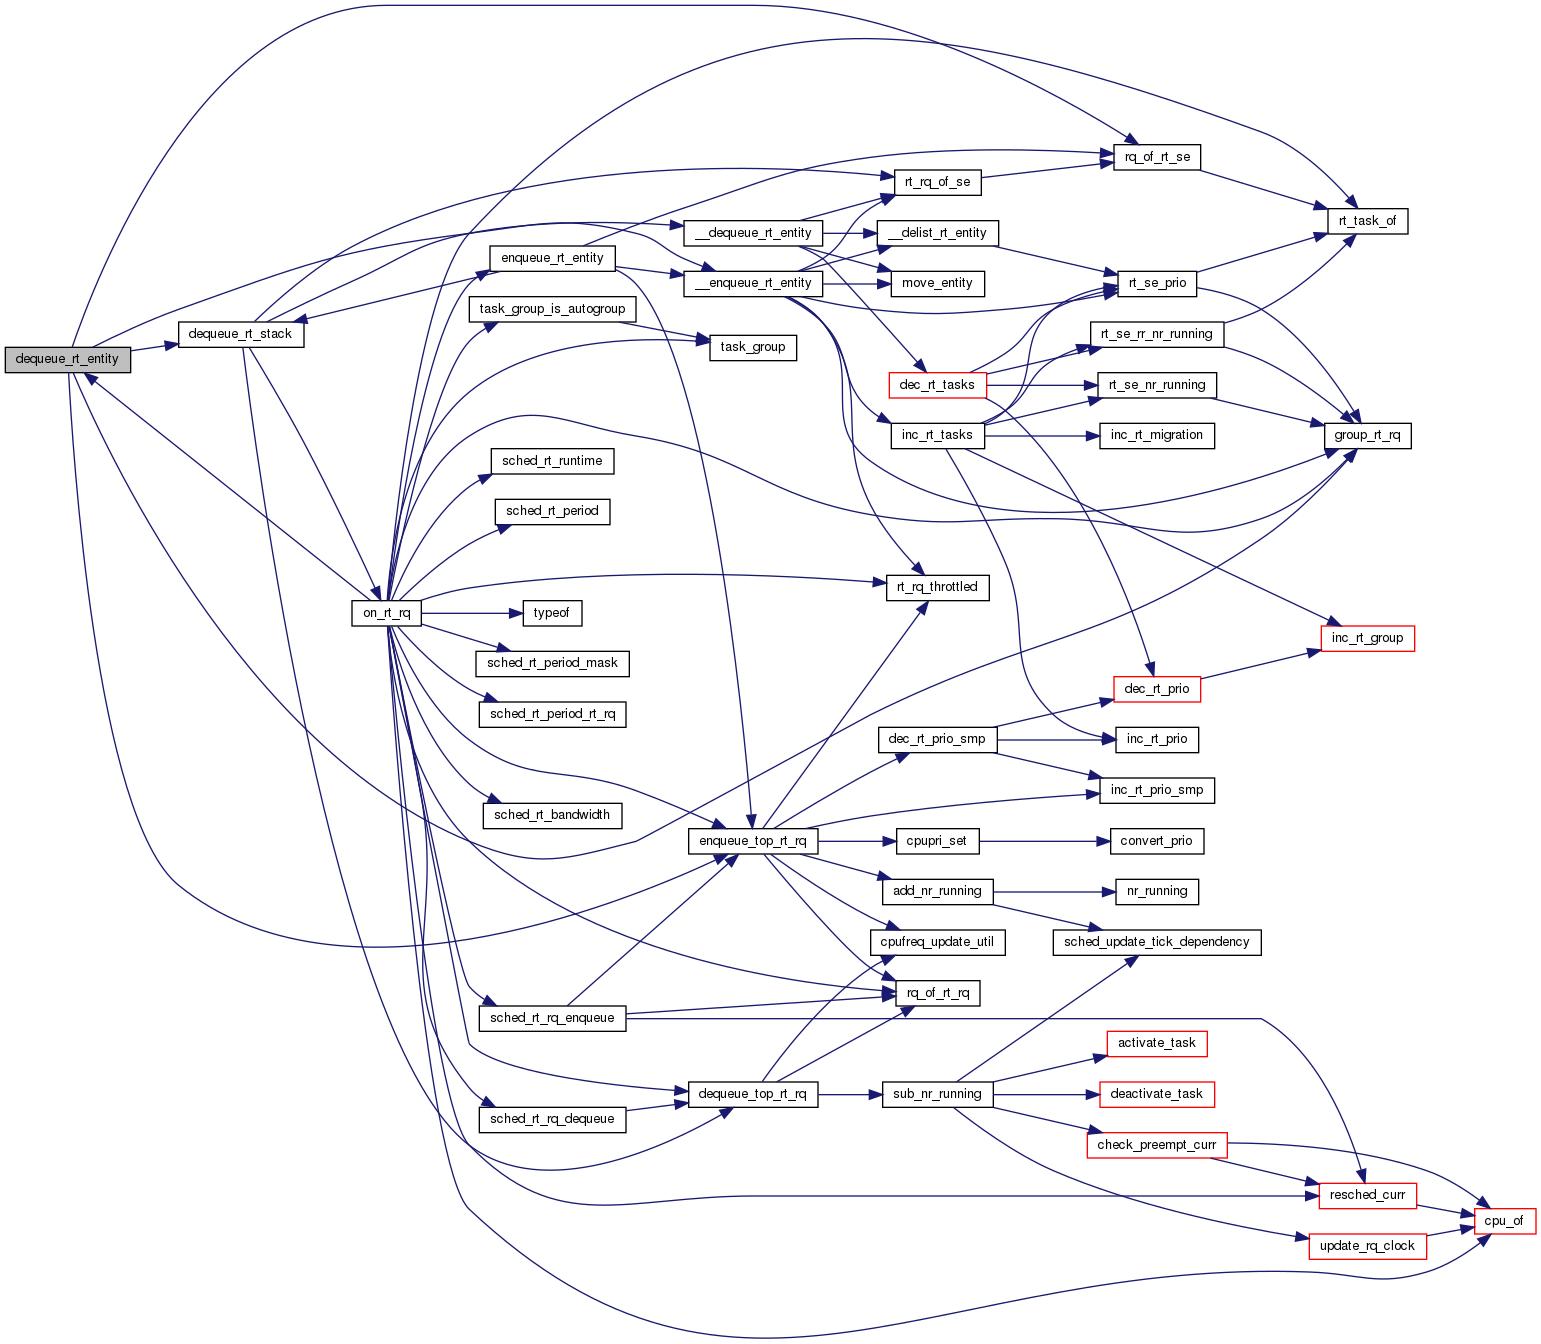 rq_of_rt_se
rt_rq_of_se
rt_task_of
__dequeue_rt_entity
__delist_rt_entity
enqueue_rt_entity
__enqueue_rt_entity
move_entity
rt_se_prio
task_group_is_autogroup
dequeue_rt_stack
rt_se_rr_nr_running
dequeue_rt_entity
task_group
dec_rt_tasks
rt_se_nr_running
inc_rt_tasks
inc_rt_migration
group_rt_rq
sched_rt_runtime
sched_rt_period
rt_rq_throttled
on_rt_rq
typeof
inc_rt_group
sched_rt_period_mask
dec_rt_prio
sched_rt_period_rt_rq
dec_rt_prio_smp
inc_rt_prio
inc_rt_prio_smp
sched_rt_bandwidth
enqueue_top_rt_rq
cpupri_set
convert_prio
add_nr_running
nr_running
cpufreq_update_util
sched_update_tick_dependency
rq_of_rt_rq
sched_rt_rq_enqueue
activate_task
dequeue_top_rt_rq
sub_nr_running
deactivate_task
sched_rt_rq_dequeue
check_preempt_curr
resched_curr
cpu_of
update_rq_clock